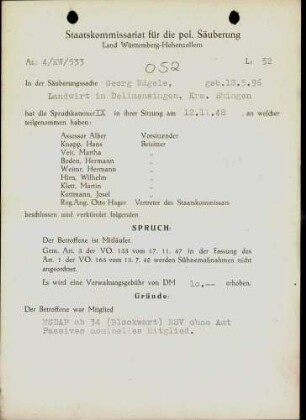 Staatskommissariat für die pol. Säuberung
Land Württemberg-Hohenzollern
Az: 4/EH/533
L: 52
052
In der Säuberungssache Georg Nägele, geb.10.5.96
Landwirt in Dellmensingen, Krs. Ehingen
hat die Spruchkammer IX in ihrer Sitzung am 12.11.48 , an welcher
teilgenommen haben:
Assessor Alber Vorsitzender
Knapp, Hans Beisitzer
Veit, Martha „
Boden, Hermann „
Weimr, Hermann „
Hirn, Wilhelm „
Klett, Martin „
Kottmann, Josef „
Reg.Ang. Otto Hager Vertreter des Staatskommissars
beschlossen und verkündet folgenden
SPRUCH:
Der Betroffene ist Mitläufer.
Gem. Art. 3 der VO. 133 vom 17. 11. 47 in der Fassung des
Art. 1 der VO. 165 vom 13. 7. 48 werden Sühnemaßnahmen nicht
angeordnet.
Es wird eine Verwaltungsgebühr von DM 10.-- erhoben.
Gründe:
Der Betroffene war Mitglied
NSDAP ab 34 (Blockwart) NSV ohne Amt
Passives nominelles Mitglied.